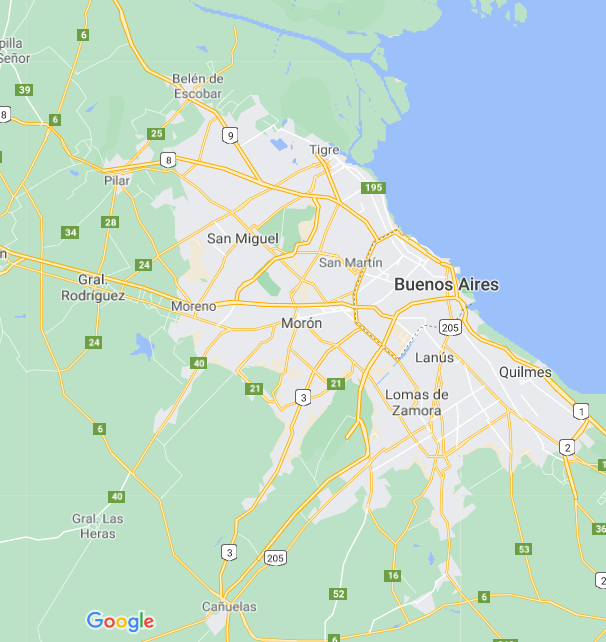 6
pilla
Señor
39
8
6
Belén de
Escobar
25
9
8
Tigre
Pilar
195
28
34
San Miguel
24
San Martín
n
Gral.
Rodríguez
Buenos Aires
Moreno
Morón
205
24
Lanús
40
Quilmes
21
21
3
Lomas de
Zamora
1
6
2
40
Gral. Las
Heras
36
3
205
53
16
2
52
6
Cañuelas
Google